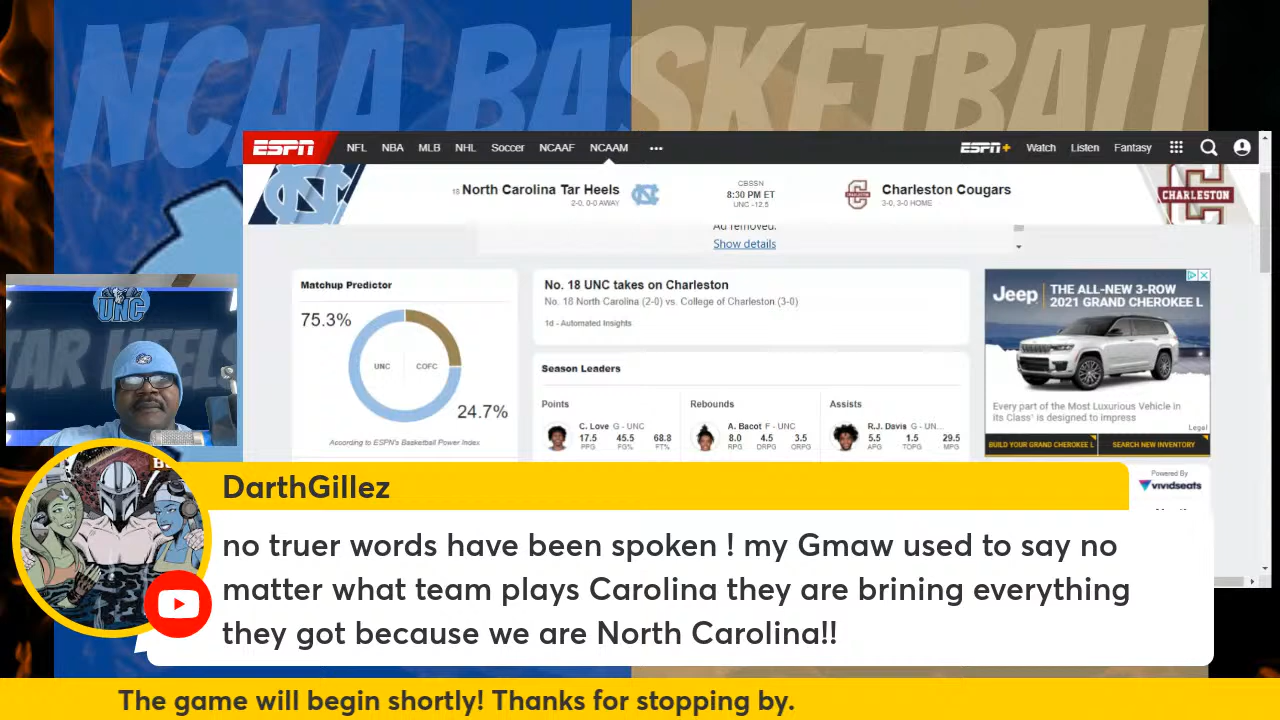 NCAA BASKETBALL
ESPN NFL NBA MLB NHL Soccer NCAAF NCAAM ... ESPN+ Watch Listen Fantasy
18 North Carolina Tar Heels
2-0, 0-0 AWAY
CBSSN
8:30 PM ET
UNC -12.5
Charleston Cougars
3-0, 3-0 HOME
CHARLESTON
Ad removed.
Show details
Matchup Predictor
75.3%
UNC COFC
24.7%
According to ESPN's Basketball Power Index
No. 18 UNC takes on Charleston
No. 18 North Carolina (2-0) vs. College of Charleston (3-0)
1d - Automated Insights
Season Leaders
Points
C. Love G - UNC
17.5 45.5 68.8
PPG FG% FT%
Rebounds
A. Bacot F - UNC
8.0 4.5 3.5
RPG DRPG ORPG
Assists
R.J. Davis G - UN...
5.5 1.5 29.5
APG TOPG MPG
Jeep THE ALL-NEW 3-ROW
2021 GRAND CHEROKEE L
Every part of the Most Luxurious Vehicle in
its Class is designed to impress
Legal
BUILD YOUR GRAND CHEROKEE L SEARCH NEW INVENTORY
Powered By
vividseats
UNC
TAR HEELS
DarthGillez
no truer words have been spoken ! my Gmaw used to say no
matter what team plays Carolina they are brining everything
they got because we are North Carolina!!
The game will begin shortly! Thanks for stopping by.